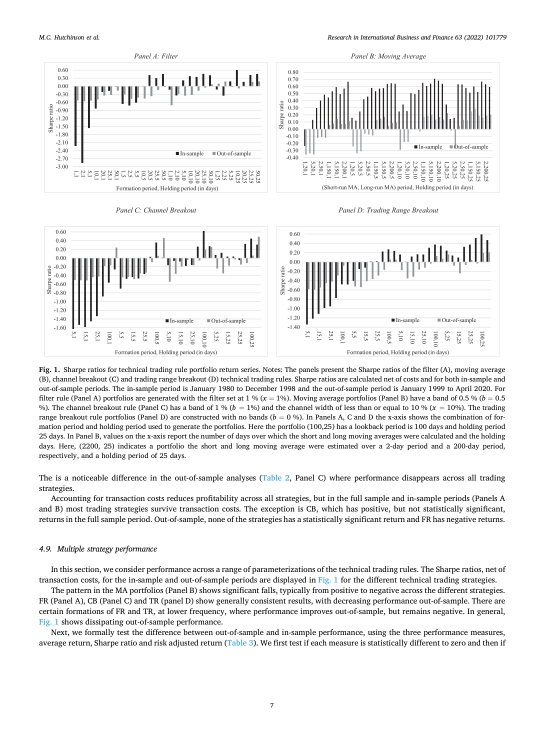 M.C. Hutchinson et al.
Research in International Business and Finance 63 (2022) 101779
Panel A: Filter
Panel B: Moving Average
Sharpe ratio
0.60
0.30
0.00
-0.30
-0.60
-0.90
-1.20
-1.50
-1.80
-2.10
-2.40
-2.70
-3.00
In-sample
Out-of-sample
Formation period, Holding period (in days)
Sharpe ratio
0.80
0.70
0.60
0.50
0.40
0.30
0.20
0.10
0.00
-0.10
-0.20
-0.30
-0.40
In-sample
Out-of-sample
(Short-run MA, Long-run MA) period, Holding period (in days)
Panel C: Channel Breakout
Panel D: Trading Range Breakout
Sharpe ratio
0.60
0.40
0.20
0.00
-0.20
-0.40
-0.60
-0.80
-1.00
-1.20
-1.40
-1.60
In-sample
Out-of-sample
Formation period, Holding period (in days)
Sharpe ratio
0.60
0.40
0.20
0.00
-0.20
-0.40
-0.60
-0.80
-1.00
-1.20
-1.40
In-sample
Out-of-sample
Formation period, Holding period (in days)
Fig. 1. Sharpe ratios for technical trading rule portfolio return series. Notes: The panels present the Sharpe ratios of the filter (A), moving average
(B), channel breakout (C) and trading range breakout (D) technical trading rules. Sharpe ratios are calculated net of costs and for both in-sample and
out-of-sample periods. The in-sample period is January 1980 to December 1998 and the out-of-sample period is January 1999 to April 2020. For
filter rule (Panel A) portfolios are generated with the filter set at 1 % (x = 1%). Moving average portfolios (Panel B) have a band of 0.5 % (b = 0.5
%). The channel breakout rule (Panel C) has a band of 1 % (b = 1%) and the channel width of less than or equal to 10 % (x = 10%). The trading
range breakout rule portfolios (Panel D) are constructed with no bands (b = 0 %). In Panels A, C and D the x-axis shows the combination of for-
mation period and holding period used to generate the portfolios. Here the portfolio (100,25) has a lookback period is 100 days and holding period
25 days. In Panel B, values on the x-axis report the number of days over which the short and long moving averages were calculated and the holding
days. Here, (2200, 25) indicates a portfolio the short and long moving average were estimated over a 2-day period and a 200-day period,
respectively, and a holding period of 25 days.
The is a noticeable difference in the out-of-sample analyses (Table 2, Panel C) where performance disappears across all trading
strategies.
Accounting for transaction costs reduces profitability across all strategies, but in the full sample and in-sample periods (Panels A
and B) most trading strategies survive transaction costs. The exception is CB, which has positive, but not statistically significant,
returns in the full sample period. Out-of-sample, none of the strategies has a statistically significant return and FR has negative returns.
4.9. Multiple strategy performance
In this section, we consider performance across a range of parameterizations of the technical trading rules. The Sharpe ratios, net of
transaction costs, for the in-sample and out-of-sample periods are displayed in Fig. 1 for the different technical trading strategies.
The pattern in the MA portfolios (Panel B) shows significant falls, typically from positive to negative across the different strategies.
FR (Panel A), CB (Panel C) and TR (panel D) show generally consistent results, with decreasing performance out-of-sample. There are
certain formations of FR and TR, at lower frequency, where performance improves out-of-sample, but remains negative. In general,
Fig. 1 shows dissipating out-of-sample performance.
Next, we formally test the difference between out-of-sample and in-sample performance, using the three performance measures,
average return, Sharpe ratio and risk adjusted return (Table 3). We first test if each measure is statistically different to zero and then if
7